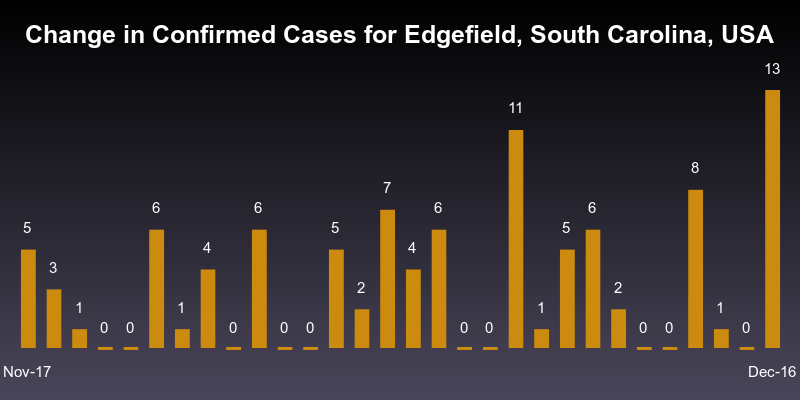 Change in Confirmed Cases for Edgefield, South Carolina, USA
5 3 1 0 0 6 1 4 0 6 0 0 5 2 7 4 6 0 0 11 1 5 6 2 0 0 8 1 0 13
Nov-17 Dec-16